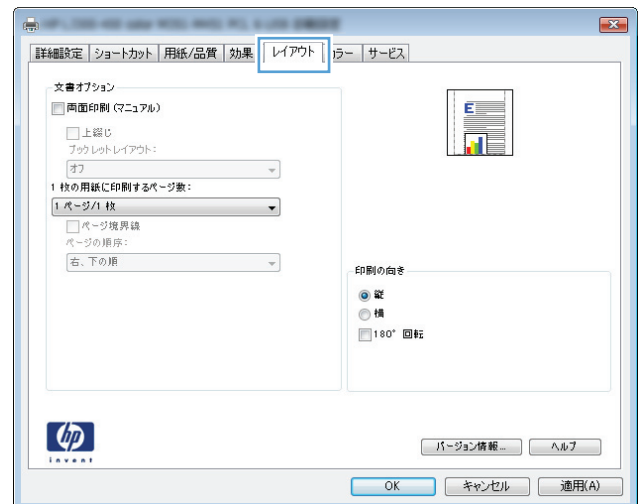 詳細設定 ショートカット 用紙/品質 効果 レイアウト カラー サービス
文書オプション
両面印刷 (マニュアル)
上綴じ
ブックレットレイアウト:
オフ
1 枚の用紙に印刷するページ数:
1 ページ/1 枚
ページ境界線
ページの順序:
右、下の順
E
印刷の向き
縦
横
180° 回転
hp
invent
バージョン情報...
ヘルプ
OK
キャンセル
適用(A)